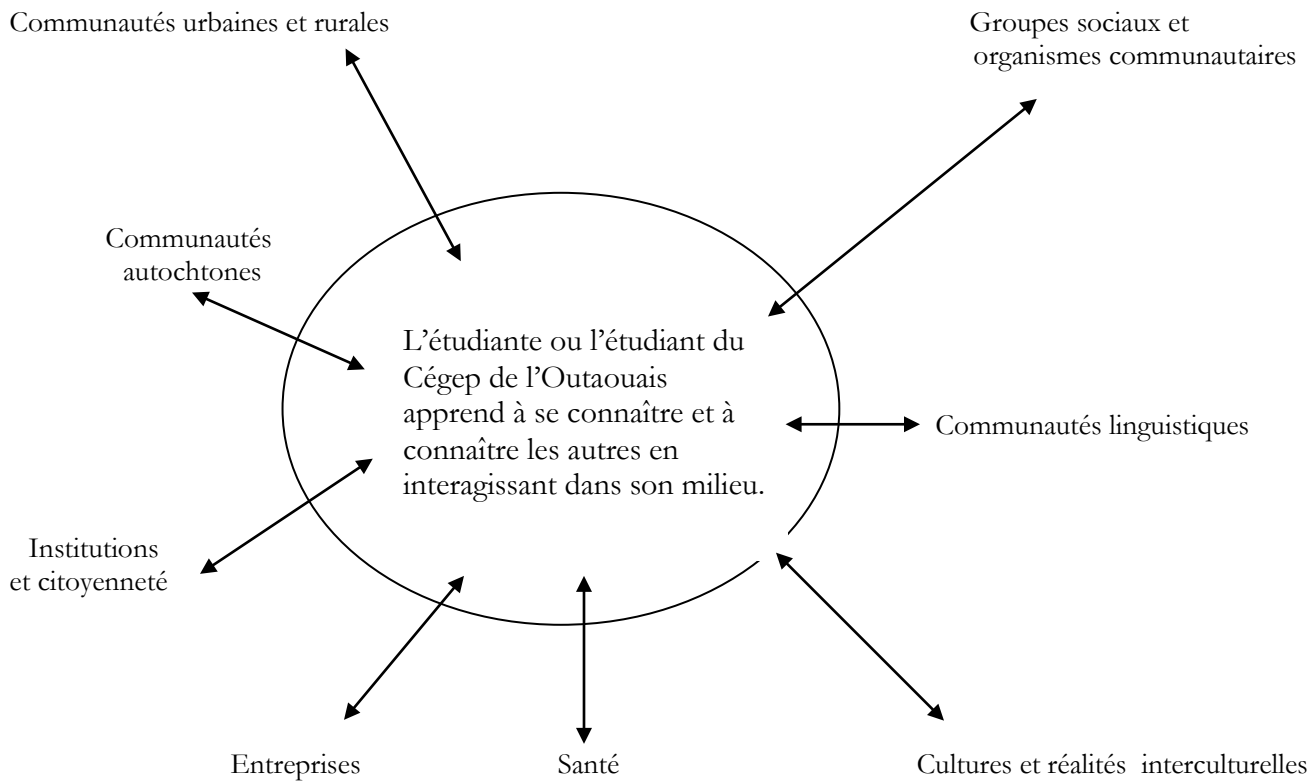 Communautés urbaines et rurales
Groupes sociaux et
organismes communautaires
Communautés
autochtones
L’étudiante ou l’étudiant du
Cégep de l’Outaouais
apprend à se connaître et à
connaître les autres en
interagissant dans son milieu.
Communautés linguistiques
Institutions
et citoyenneté
Entreprises
Santé
Cultures et réalités interculturelles